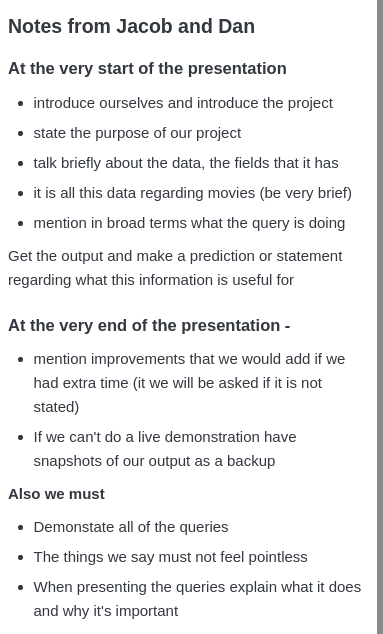 Notes from Jacob and Dan
At the very start of the presentation
introduce ourselves and introduce the project
state the purpose of our project
talk briefly about the data, the fields that it has
it is all this data regarding movies (be very brief)
mention in broad terms what the query is doing
Get the output and make a prediction or statement
regarding what this information is useful for
At the very end of the presentation -
mention improvements that we would add if we
had extra time (it we will be asked if it is not
stated)
If we can't do a live demonstration have
snapshots of our output as a backup
Also we must
Demonstate all of the queries
The things we say must not feel pointless
When presenting the queries explain what it does
and why it's important